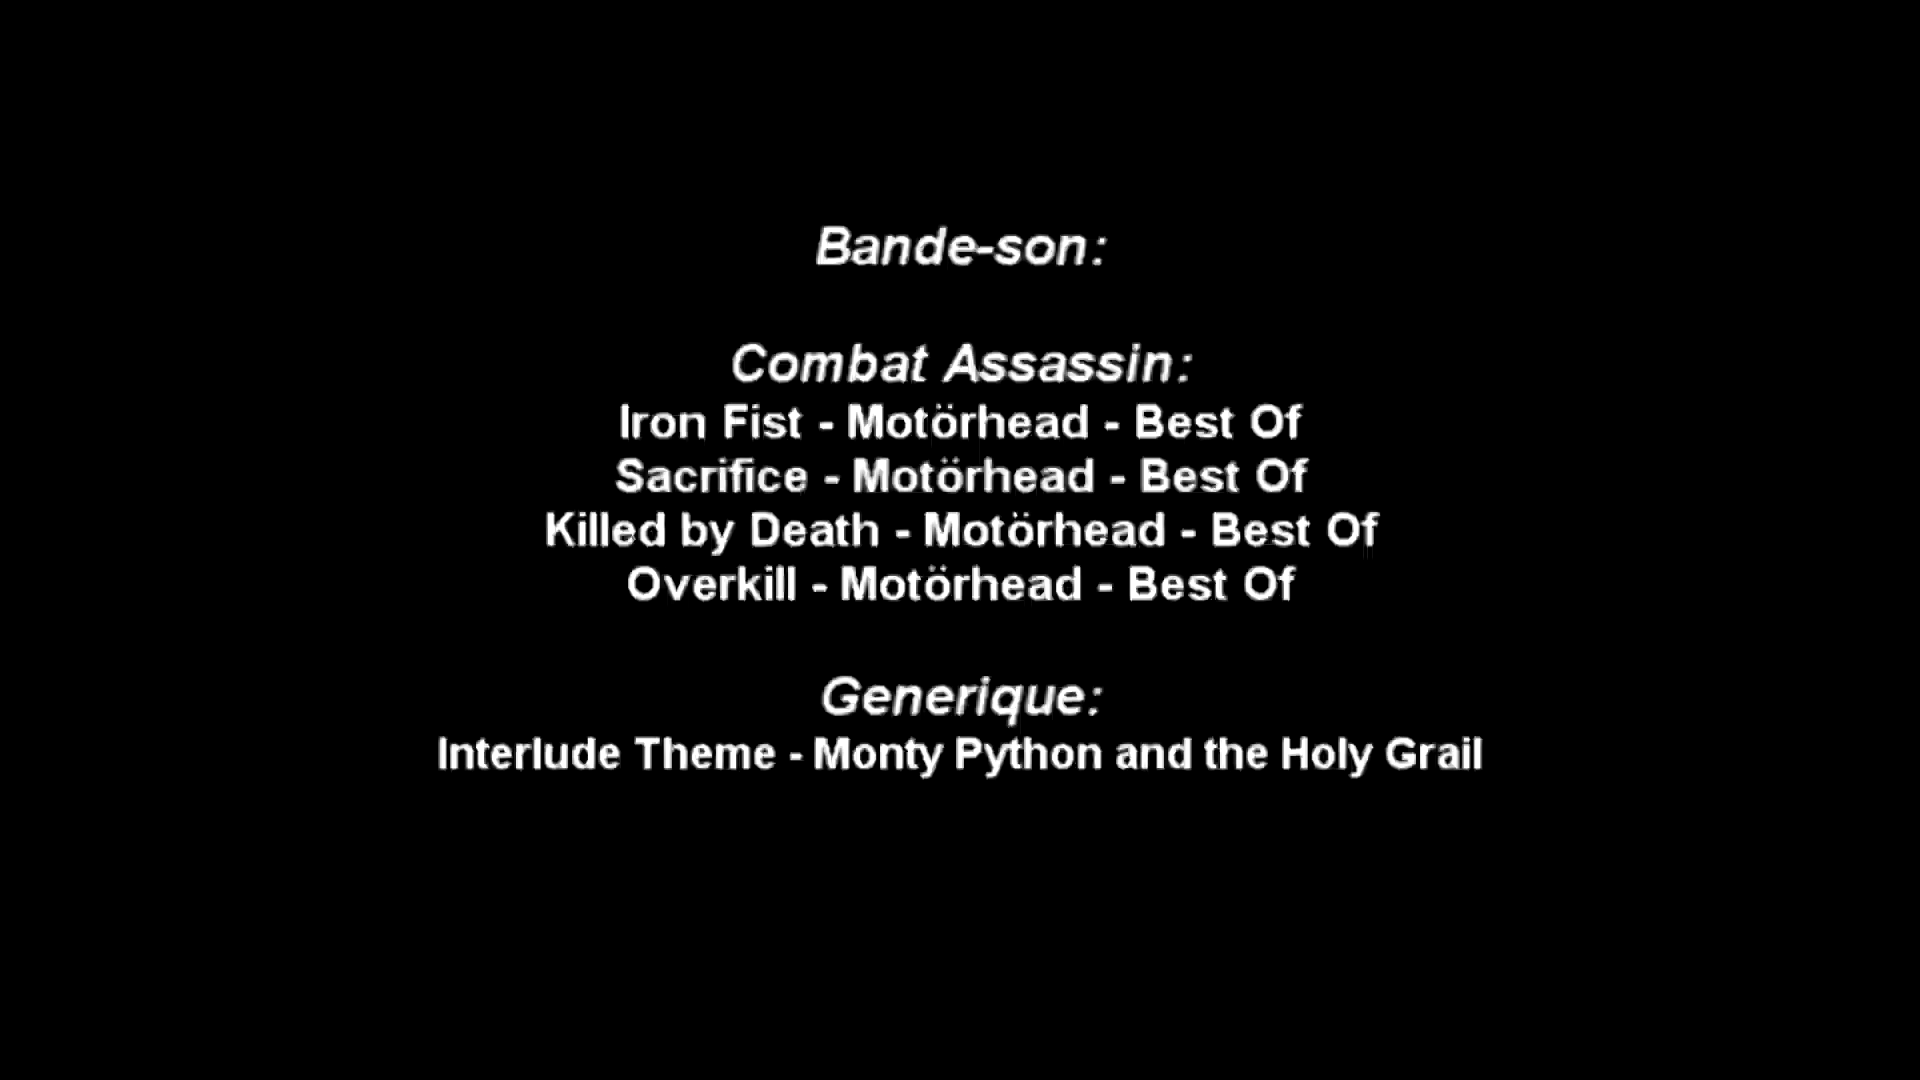 Bande-son:
Combat Assassin:
Iron Fist - Motörhead - Best Of
Sacrifice - Motörhead - Best Of
Killed by Death - Motörhead - Best Of
Overkill - Motörhead - Best Of
Generique:
Interlude Theme - Monty Python and the Holy Grail